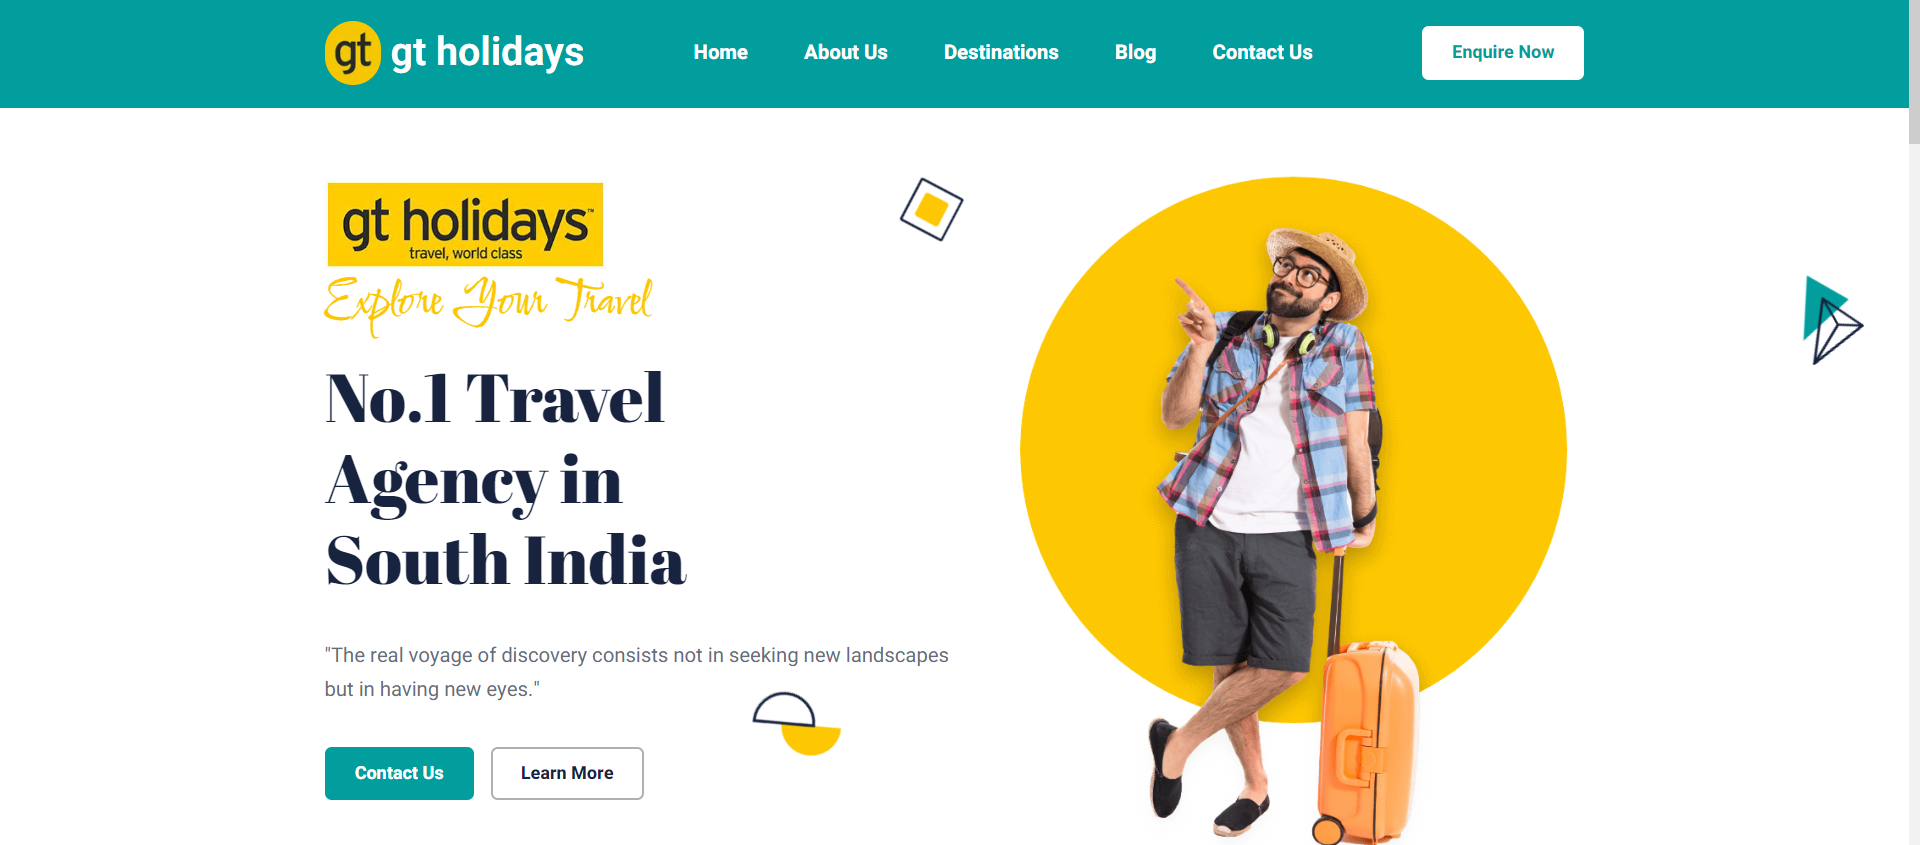 gt gt holidays
Home About Us Destinations Blog Contact Us
Enquire Now
gt holidays™
travel, world class
Explore Your Travel
No.1 Travel
Agency in
South India
"The real voyage of discovery consists not in seeking new landscapes
but in having new eyes."
Contact Us Learn More